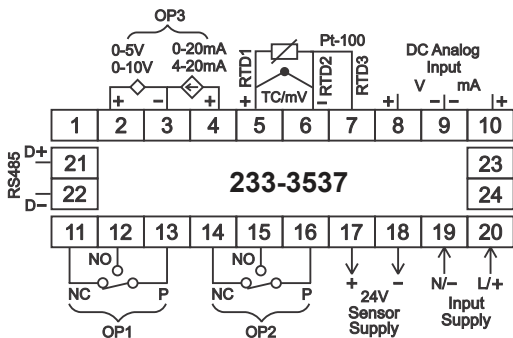 OP3
0-5V 0-20mA
0-10V 4-20mA
+ − +
RTD1 Pt-100 RTD2 RTD3
TC/mV
+ −
DC Analog
Input
V mA
+ − − +
1 2 3 4 5 6 7 8 9 10
RS485
D+ 21 23
233-3537
D− 22 24
11 12 13 14 15 16 17 18 19 20
NO NO
NC P NC P
+ − N/− L/+
OP1 OP2
24V Input
Sensor Supply
Supply